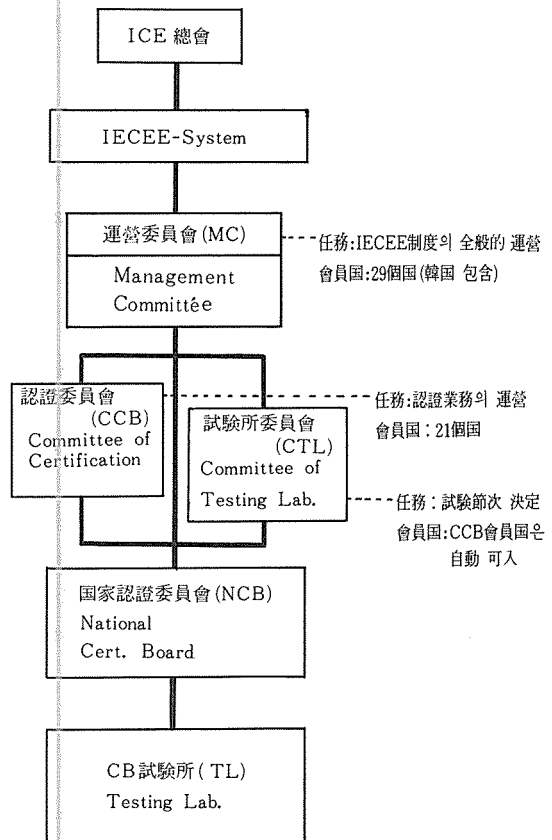 ICE 總會
IECEE-System
運營委員會(MC)
Management
Committee
任務:IECEE制度의 全般的 運營
會員国:29個国(韓国 包含)
認證委員會
(CCB)
Committee of
Certification
任務:認證業務의 運營
會員国:21個国
試験所委員會
(CTL)
Committee of
Testing Lab.
任務:試驗節次 決定
會員国:CCB會員国은
自動 可入
国家認證委員會(NCB)
National
Cert. Board
CB試験所(TL)
Testing Lab.